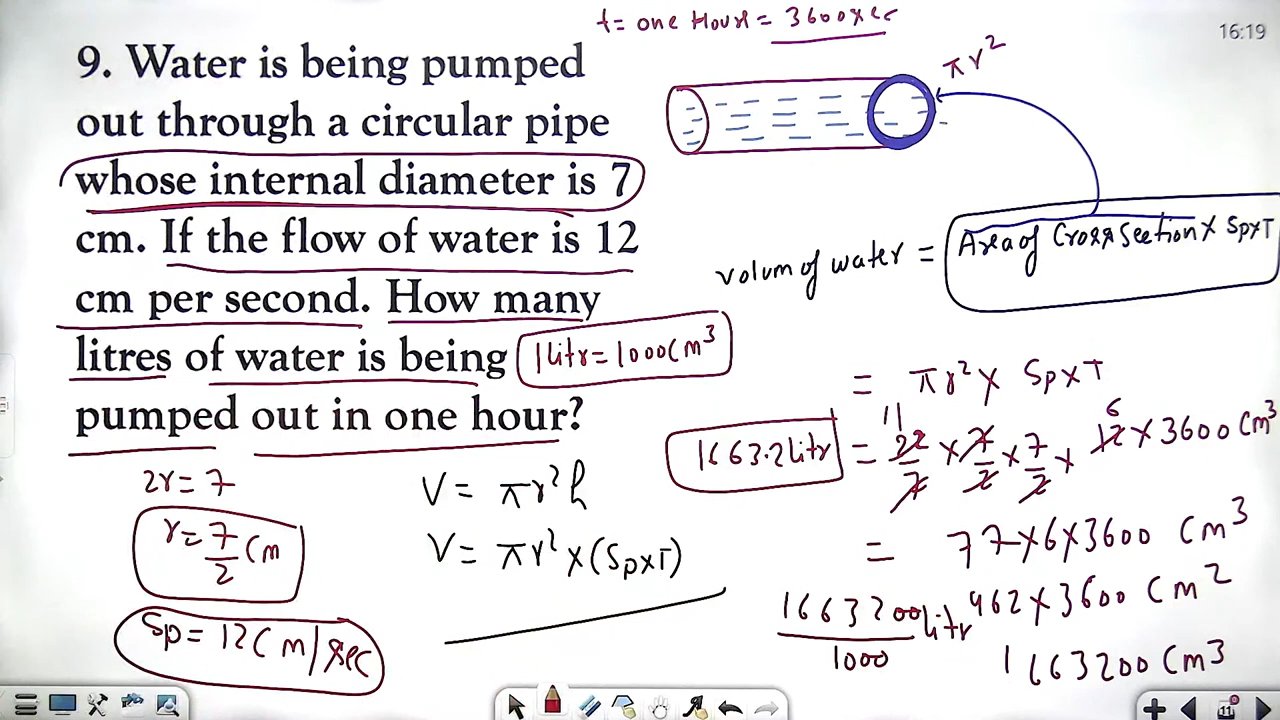 t= one Hour = 3600 sec
16:19
9. Water is being pumped
out through a circular pipe
whose internal diameter is 7
cm. If the flow of water is 12
cm per second. How many
litres of water is being
pumped out in one hour?
1 litr = 1000 Cm³
πr²
volum of water = Area of Cross Section × Sp×T
= πr² × Sp×T
1663.2 litr = 11 22/7 × 7/2 × 7/2 × 6 12 × 3600 Cm³
= 77×6×3600 Cm³
462×3600 Cm²
1663200/1000 litr
1663200 Cm³
2r = 7
r = 7/2 Cm
Sp = 12 Cm/sec
V = πr²h
V = πr² × (Sp×T)
11